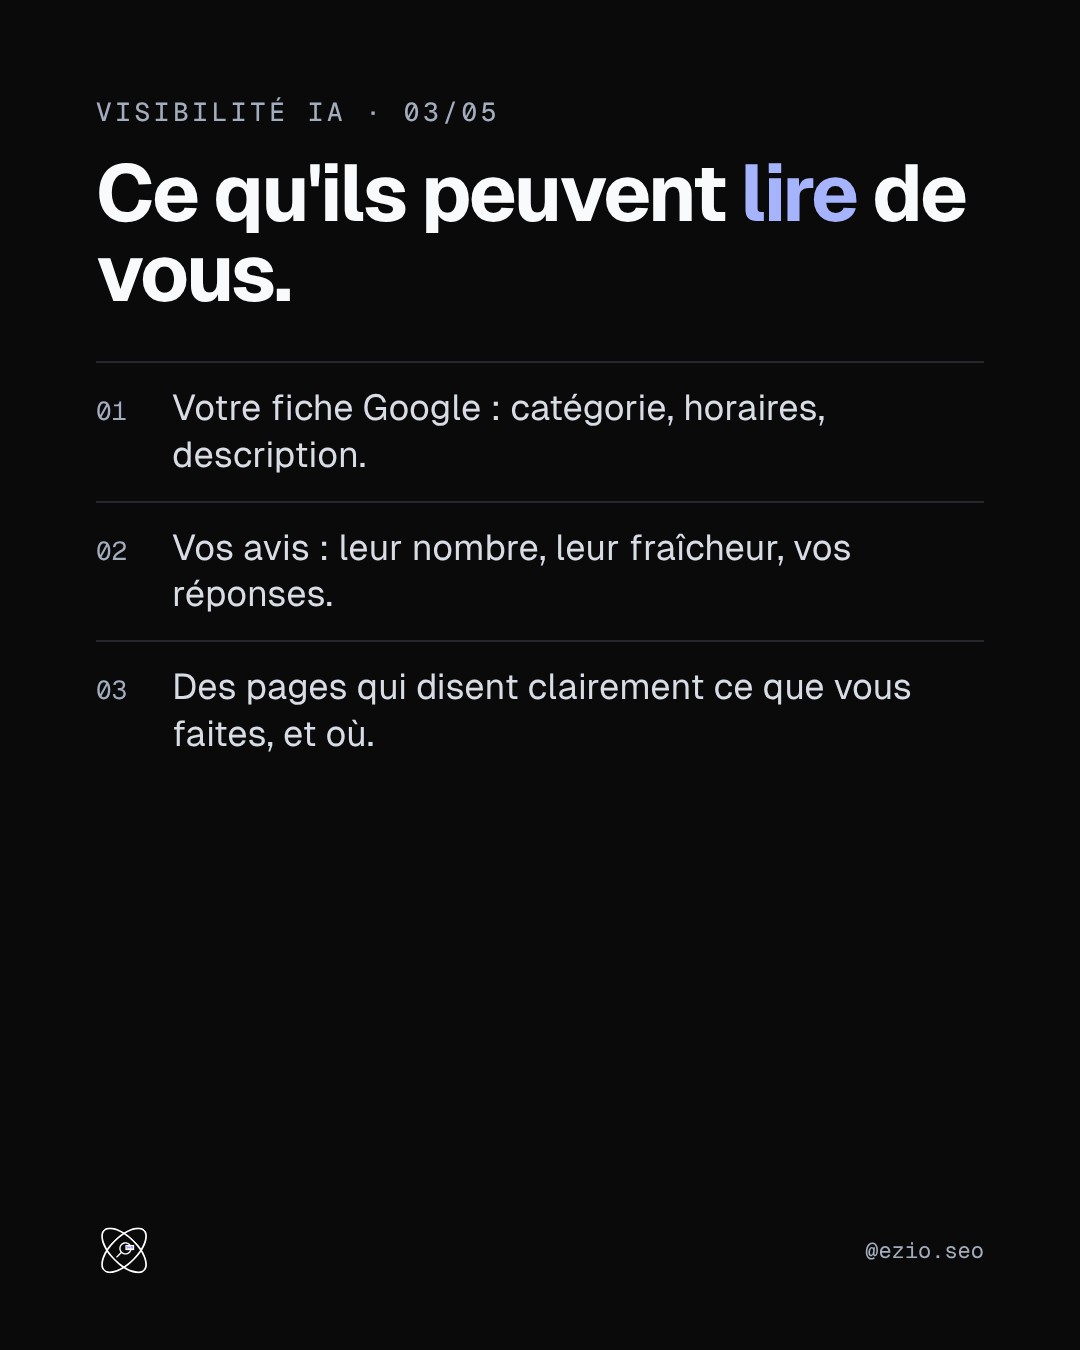 VISIBILITÉ IA · 03/05
Ce qu'ils peuvent lire de
vous.
01 Votre fiche Google : catégorie, horaires,
description.
02 Vos avis : leur nombre, leur fraîcheur, vos
réponses.
03 Des pages qui disent clairement ce que vous
faites, et où.
@ezio.seo